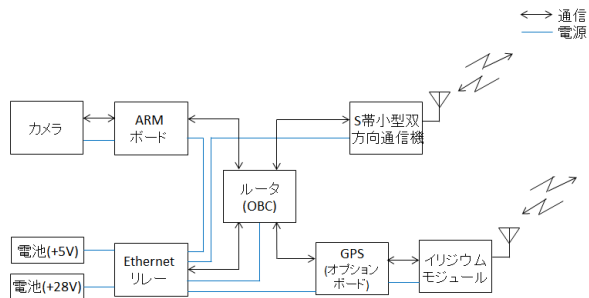 通信
電源
カメラ
ARM
ボード
S帯小型双
方向通信機
ルータ
(OBC)
電池(+5V)
電池(+28V)
Ethernet
リレー
GPS
(オプション
ボード)
イリジウム
モジュール